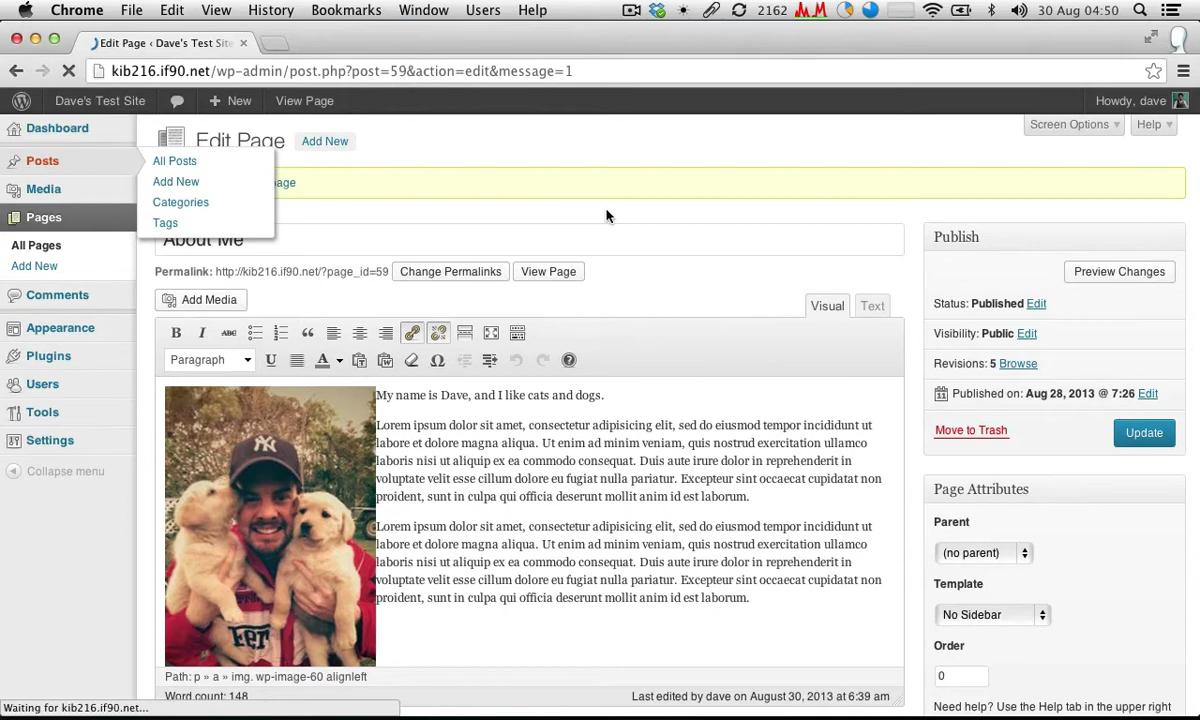 Chrome File Edit View History Bookmarks Window Users Help 2162 30 Aug 04:50
Edit Page ‹ Dave's Test Site
kib216.if90.net/wp-admin/post.php?post=59&action=edit&message=1
Dave's Test Site + New View Page Howdy, dave
Screen Options Help
Dashboard
Posts
Media
Pages
All Pages
Add New
Comments
Appearance
Plugins
Users
Tools
Settings
Collapse menu
All Posts
Add New
Categories
Tags
Edit Page Add New
page
About Me
Permalink: http://kib216.if90.net/?page_id=59 Change Permalinks View Page
Add Media Visual Text
B I ABC
Paragraph U A Ω
My name is Dave, and I like cats and dogs.
Lorem ipsum dolor sit amet, consectetur adipisicing elit, sed do eiusmod tempor incididunt ut
labore et dolore magna aliqua. Ut enim ad minim veniam, quis nostrud exercitation ullamco
laboris nisi ut aliquip ex ea commodo consequat. Duis aute irure dolor in reprehenderit in
voluptate velit esse cillum dolore eu fugiat nulla pariatur. Excepteur sint occaecat cupidatat non
proident, sunt in culpa qui officia deserunt mollit anim id est laborum.
Lorem ipsum dolor sit amet, consectetur adipisicing elit, sed do eiusmod tempor incididunt ut
labore et dolore magna aliqua. Ut enim ad minim veniam, quis nostrud exercitation ullamco
laboris nisi ut aliquip ex ea commodo consequat. Duis aute irure dolor in reprehenderit in
voluptate velit esse cillum dolore eu fugiat nulla pariatur. Excepteur sint occaecat cupidatat non
proident, sunt in culpa qui officia deserunt mollit anim id est laborum.
Path: p » a » img. wp-image-60 alignleft
Word count: 148 Last edited by dave on August 30, 2013 at 6:39 am
Publish
Preview Changes
Status: Published Edit
Visibility: Public Edit
Revisions: 5 Browse
Published on: Aug 28, 2013 @ 7:26 Edit
Move to Trash Update
Page Attributes
Parent
(no parent)
Template
No Sidebar
Order
0
Need help? Use the Help tab in the upper right
Waiting for kib216.if90.net...